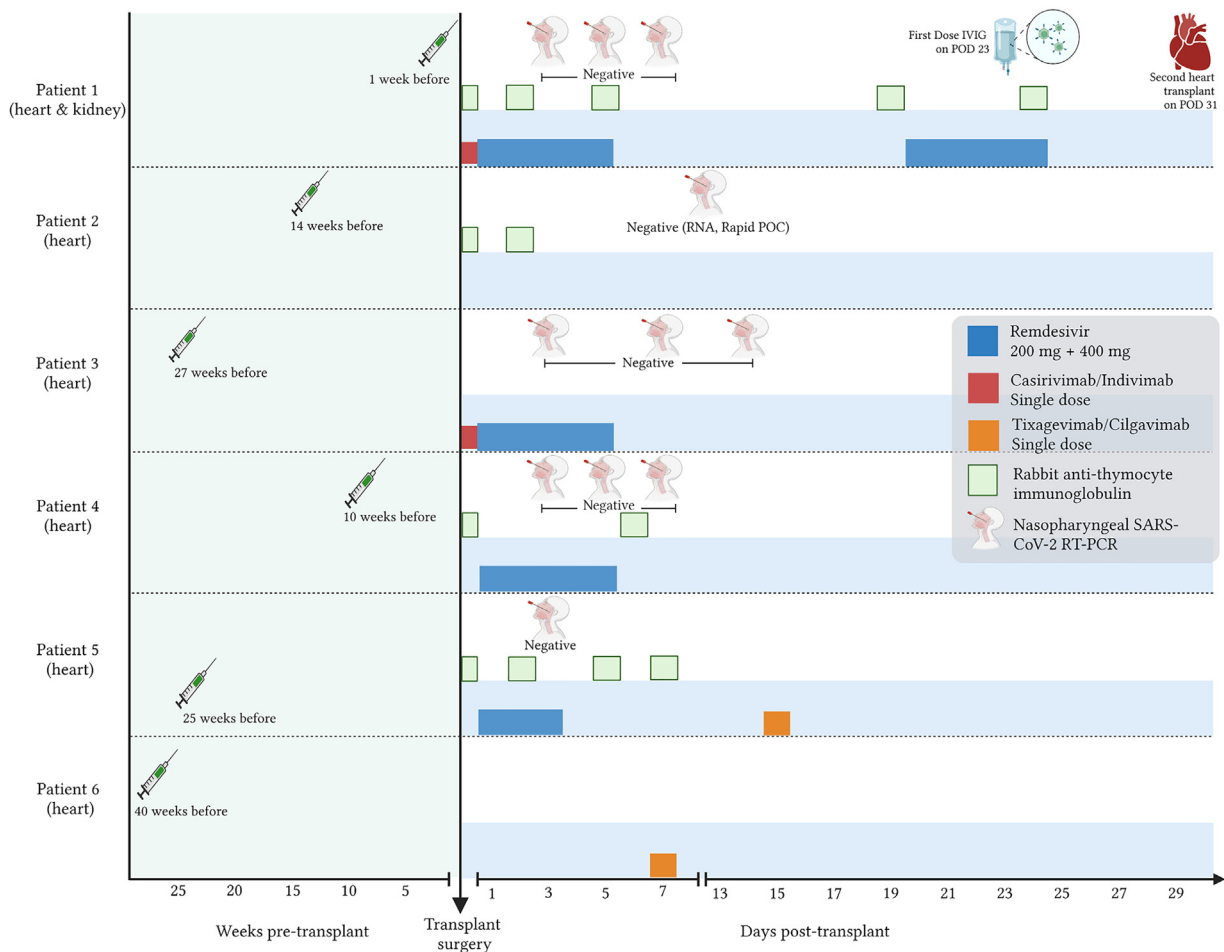 First Dose IVIG
on POD 23
1 week before
Negative
Second heart
transplant
on POD 31
Patient 1
(heart & kidney)
Patient 2
(heart)
14 weeks before
Negative (RNA, Rapid POC)
Patient 3
(heart)
27 weeks before
Negative
Remdesivir
200 mg + 400 mg
Casirivimab/Indivimab
Single dose
Tixagevimab/Cilgavimab
Single dose
Rabbit anti-thymocyte
immunoglobulin
Nasopharyngeal SARS-
CoV-2 RT-PCR
Patient 4
(heart)
10 weeks before
Negative
Patient 5
(heart)
25 weeks before
Negative
Patient 6
(heart)
40 weeks before
25 20 15 10 5 1 3 5 7 13 15 19 21 23 25 27 29
Weeks pre-transplant
Transplant
surgery
Days post-transplant